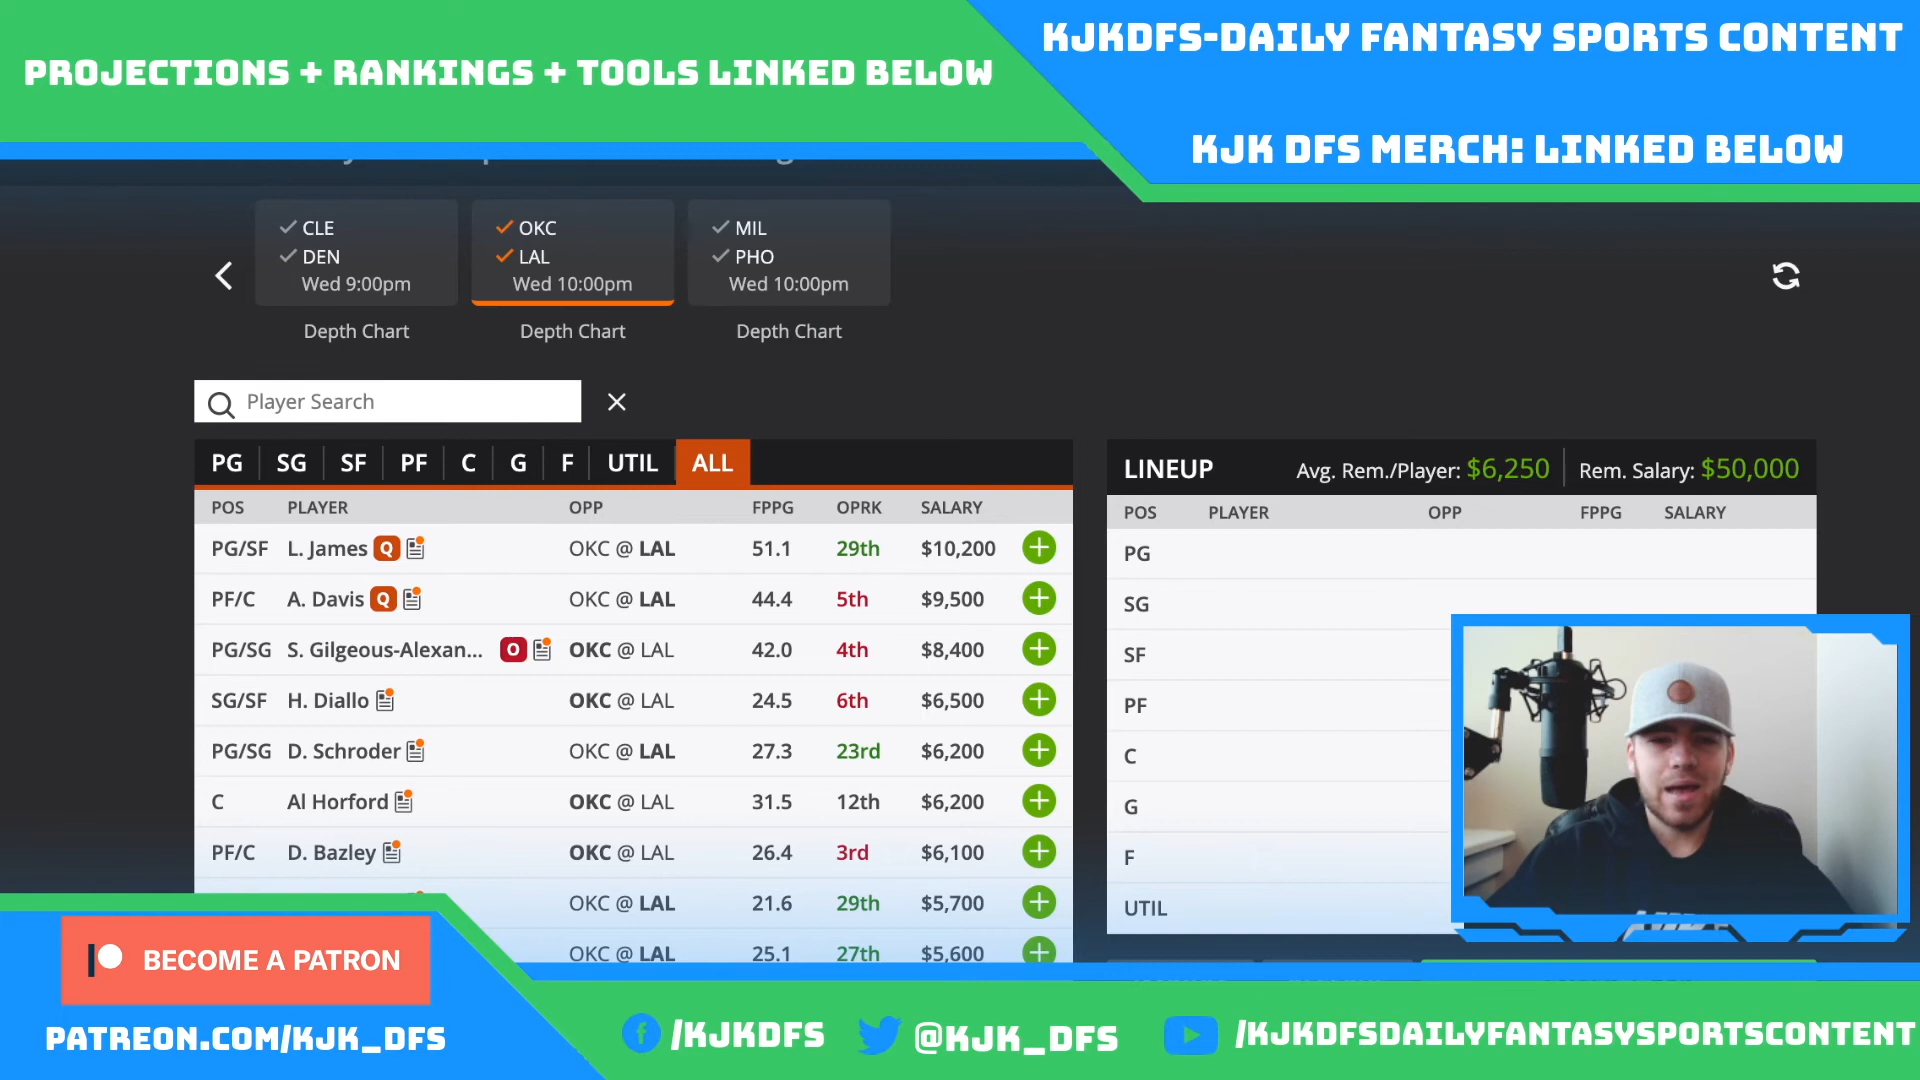 PROJECTIONS + RANKINGS + TOOLS LINKED BELOW
KJKDFS-DAILY FANTASY SPORTS CONTENT
KJK DFS MERCH: LINKED BELOW
CLE
DEN
Wed 9:00pm
Depth Chart
OKC
LAL
Wed 10:00pm
Depth Chart
MIL
PHO
Wed 10:00pm
Depth Chart
Player Search
PG SG SF PF C G F UTIL ALL
POS PLAYER OPP FPPG OPRK SALARY
PG/SF L. James Q OKC @ LAL 51.1 29th $10,200
PF/C A. Davis Q OKC @ LAL 44.4 5th $9,500
PG/SG S. Gilgeous-Alexan... O OKC @ LAL 42.0 4th $8,400
SG/SF H. Diallo OKC @ LAL 24.5 6th $6,500
PG/SG D. Schroder OKC @ LAL 27.3 23rd $6,200
C Al Horford OKC @ LAL 31.5 12th $6,200
PF/C D. Bazley OKC @ LAL 26.4 3rd $6,100
OKC @ LAL 21.6 29th $5,700
OKC @ LAL 25.1 27th $5,600
LINEUP Avg. Rem./Player: $6,250 Rem. Salary: $50,000
POS PLAYER OPP FPPG SALARY
PG
SG
SF
PF
C
G
F
UTIL
BECOME A PATRON
PATREON.COM/KJK_DFS
/KJKDFS
@KJK_DFS
/KJKDFSDAILYFANTASYSPORTSCONTENT